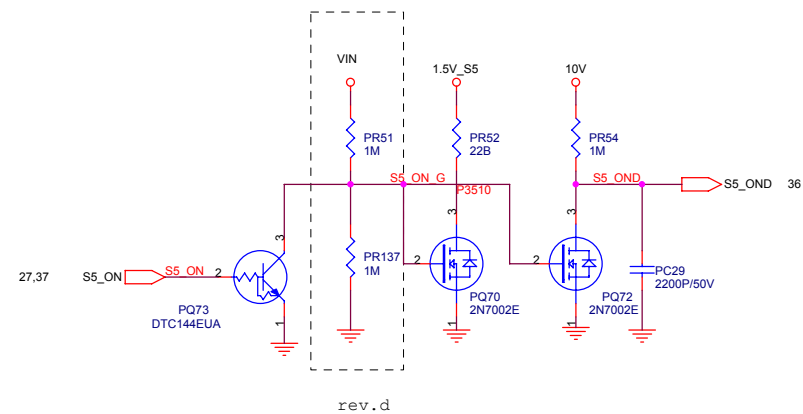 VIN
1.5V_S5
10V
PR51
1M
PR52
22B
PR54
1M
S5_ON_G
P3510
S5_OND
S5_OND 36
3
3
3
PR137
1M
27,37
S5_ON
S5_ON
2
2
2
PQ73
DTC144EUA
1
PQ70
2N7002E
1
PQ72
2N7002E
1
PC29
2200P/50V
rev.d